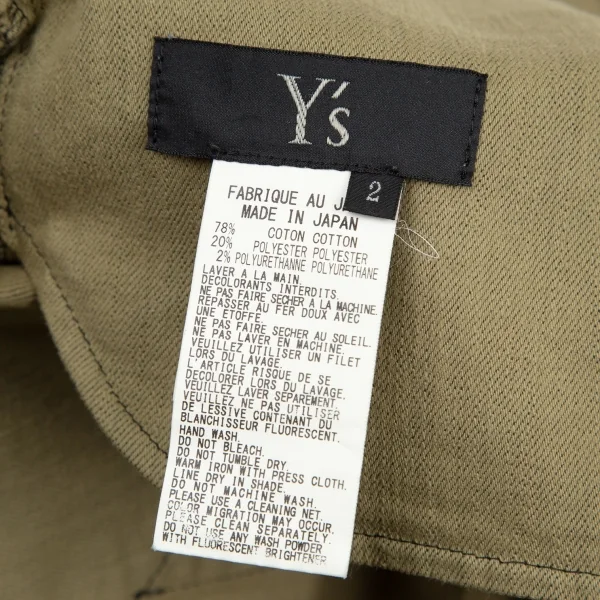 Y's
2
FABRIQUE AU
MADE IN JAPAN
78% COTON COTTON
20% POLYESTER POLYESTER
2% POLYURETHANNE POLYURETHANE
LAVER A LA MAIN.
DECOLORANTS INTERDITS.
NE PAS FAIRE SECHER A LA MACHINE.
REPASSER AU FER DOUX AVEC
UNE ETOFFE.
NE PAS FAIRE SECHER AU SOLEIL.
NE PAS LAVER EN MACHINE.
VEUILLEZ UTILISER UN FILET
LORS DU LAVAGE.
L'ARTICLE RISQUE DE SE
DECOLORER LORS DU LAVAGE.
VEUILLEZ LAVER SEPAREMENT.
VEUILLEZ NE PAS UTILISER
DE LESSIVE CONTENANT DU
BLANCHISSEUR FLUORESCENT.
HAND WASH.
DO NOT BLEACH.
DO NOT TUMBLE DRY.
WARM IRON WITH PRESS CLOTH.
LINE DRY IN SHADE.
DO NOT MACHINE WASH.
PLEASE USE A CLEANING NET
COLOR MIGRATION MAY OCCUR.
PLEASE CLEAN SEPARATELY.
DO NOT USE ANY WASH POWDER
WITH FLUORESCENT BRIGHTENER